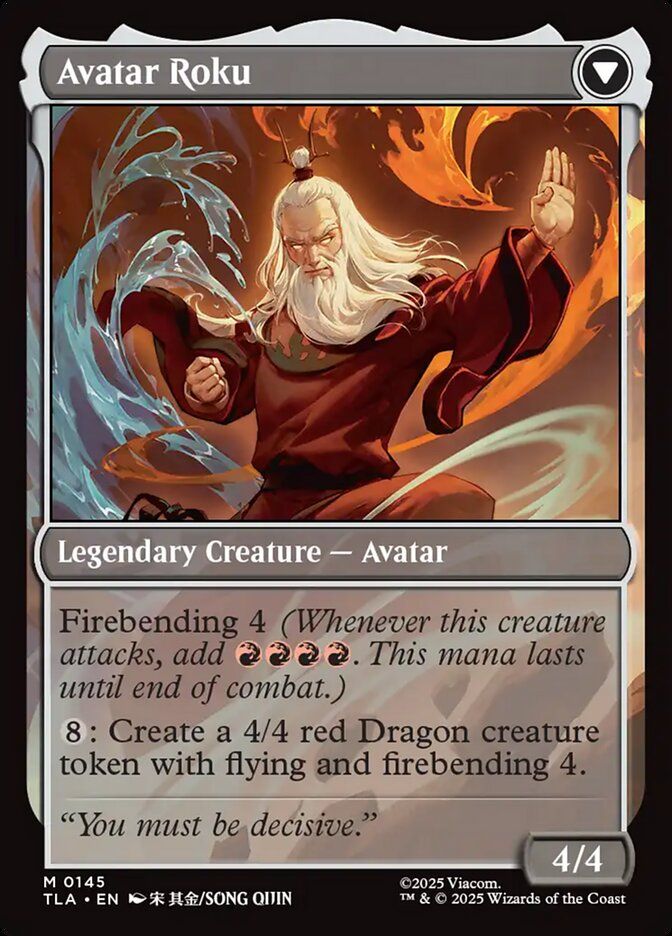 Avatar Roku
Legendary Creature — Avatar
Firebending 4 (Whenever this creature
attacks, add . This mana lasts
until end of combat.)
8: Create a 4/4 red Dragon creature
token with flying and firebending 4.
“You must be decisive.”
4/4
M 0145
TLA • EN 宋 其金/SONG QIJIN
©2025 Viacom.
™ & © 2025 Wizards of the Coast